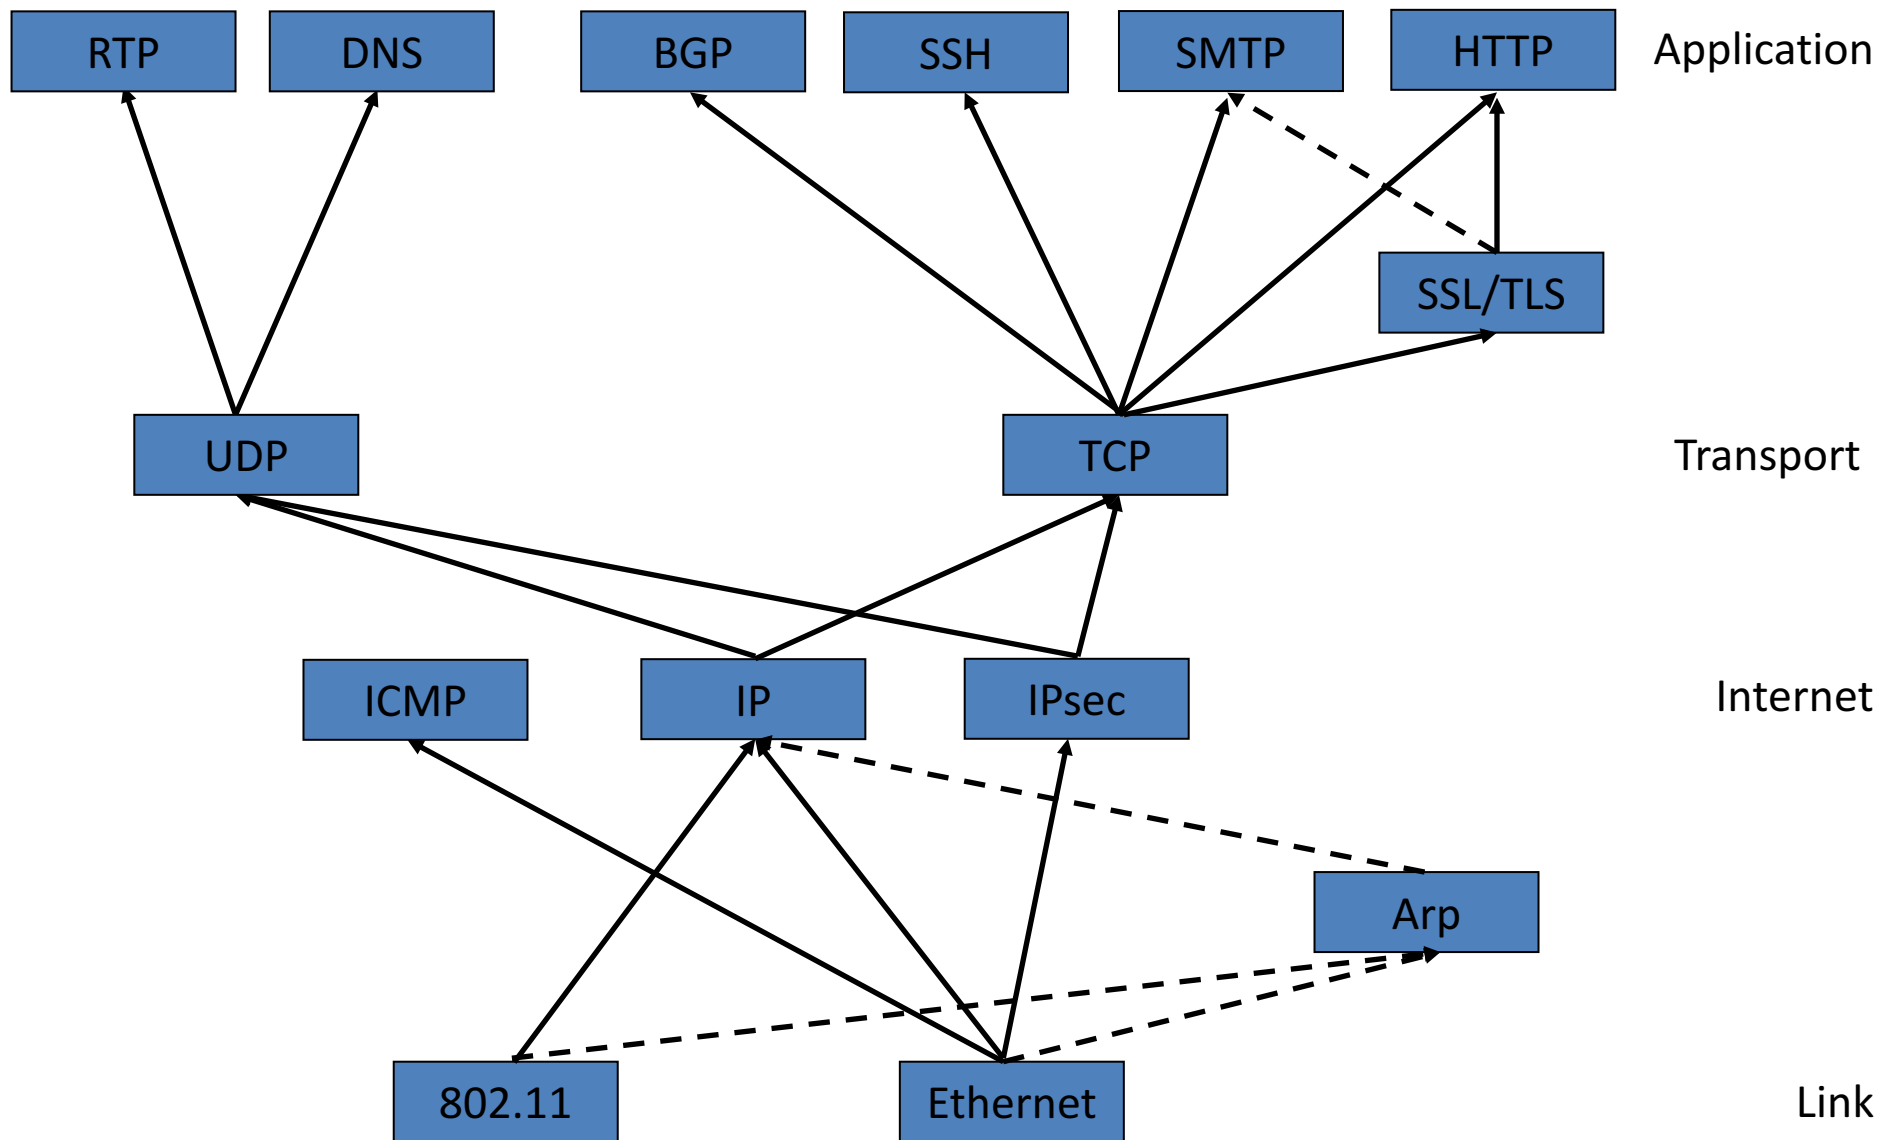 RTP DNS BGP SSH SMTP HTTP Application
SSL/TLS
UDP TCP Transport
ICMP IP IPsec Internet
Arp
802.11 Ethernet Link